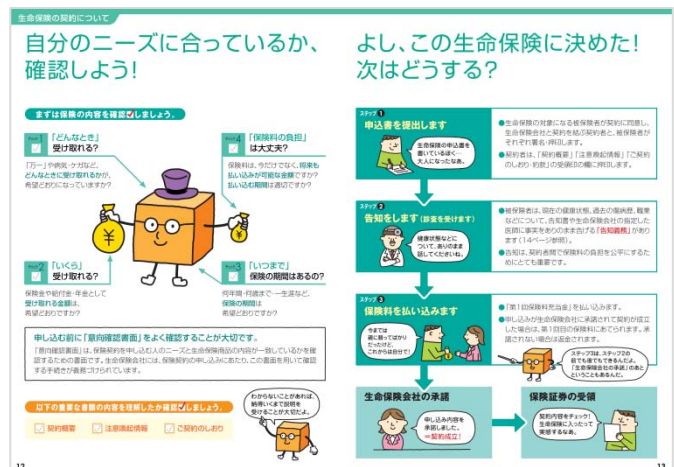 生命保険の契約について
自分のニーズに合っているか、
確認しよう!
まずは保険の内容を確認しましょう。
「どんなとき」
受け取れる?
「万一」や病気・ケガなど、
どんなときに受け取れるかが、
希望どおりになっていますか?
4
「保険料の負担」
は大丈夫?
保険料は、今だけでなく、将来も
払い込みが可能な金額ですか?
払い込む期間は適切ですか?
2
「いくら」
受け取れる?
保険金や給付金・年金として
受け取れる金額は、
希望どおりですか?
3
「いつまで」
保険の期間はあるの?
何年間・何歳まで・一生涯など、
保険の期間は
希望どおりですか?
申し込む前に「意向確認書面」をよく確認することが大切です。
「意向確認書面」は、保険契約を申し込む人のニーズと生命保険商品の内容が一致しているかを確
認するための書面です。生命保険会社には、保険契約の申し込みにあたり、この書面を用いて確認
する手続きが義務づけられています。
以下の重要な書類の内容を理解したか確認しましょう。
契約概要
注意喚起情報
ご契約のしおり
わからないことがあれば、
納得いくまで説明を
受けることが大切だよ。
12
よし、この生命保険に決めた!
次はどうする?
ステップ1
申込書を提出します
生命保険の申込書を
書いているぼく…
大人になったなあ。
●生命保険の対象になる被保険者が契約に同意し、
生命保険会社と契約を結ぶ契約者と、被保険者が
それぞれ署名・押印します。
●契約者は、「契約概要」「注意喚起情報」「ご契約
のしおり・約款」の受領印の欄に押印します。
ステップ2
告知をします(診査を受けます)
健康状態などに
ついて、ありのまま
話してくださいね。
●被保険者は、現在の健康状態、過去の傷病歴、職業
などについて、告知書や生命保険会社の指定した
医師に事実をありのまま告げる「告知義務」があり
ます(14ページ参照)。
●告知は、契約者間で保険料の負担を公平にするた
めにとても重要です。
ステップ3
保険料を払い込みます
今までは
親に頼ってばかり
だったけど、
これからは自分で!
●「第1回保険料充当金」を払い込みます。
●申し込みが生命保険会社に承諾されて契約が成立
した場合は、第1回目の保険料にあてられます。承
諾されない場合は返金されます。
ステップ3は、ステップ2の
前でも後でもできるんだよ。
「生命保険会社の承諾」のあと
ということもあるんだ。
生命保険会社の承諾
申し込み内容を
承諾しました。
=契約成立!
保険証券の受領
契約内容をチェック!
生命保険に入ったって
実感するなあ。
13